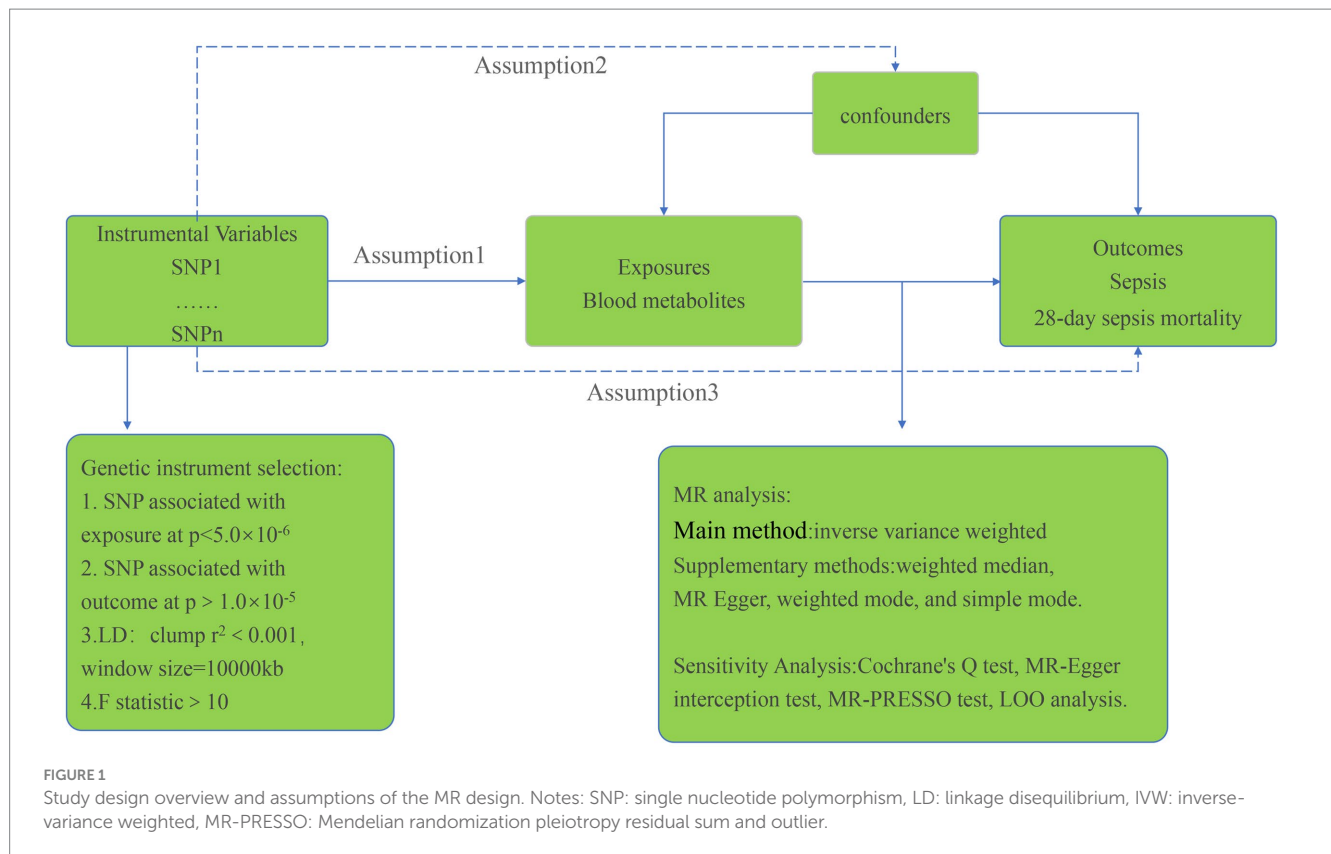 Assumption2
confounders
Instrumental Variables
SNP1
……
SNPn
Assumption1
Exposures
Blood metabolites
Outcomes
Sepsis
28-day sepsis mortality
Assumption3
Genetic instrument selection:
1. SNP associated with
exposure at p<5.0×10⁻⁶
2. SNP associated with
outcome at p > 1.0×10⁻⁵
3.LD： clump r² < 0.001,
window size=10000kb
4.F statistic > 10
MR analysis:
Main method:inverse variance weighted
Supplementary methods:weighted median,
MR Egger, weighted mode, and simple mode.
Sensitivity Analysis:Cochrane's Q test, MR-Egger
interception test, MR-PRESSO test, LOO analysis.
FIGURE 1
Study design overview and assumptions of the MR design. Notes: SNP: single nucleotide polymorphism, LD: linkage disequilibrium, IVW: inverse-
variance weighted, MR-PRESSO: Mendelian randomization pleiotropy residual sum and outlier.